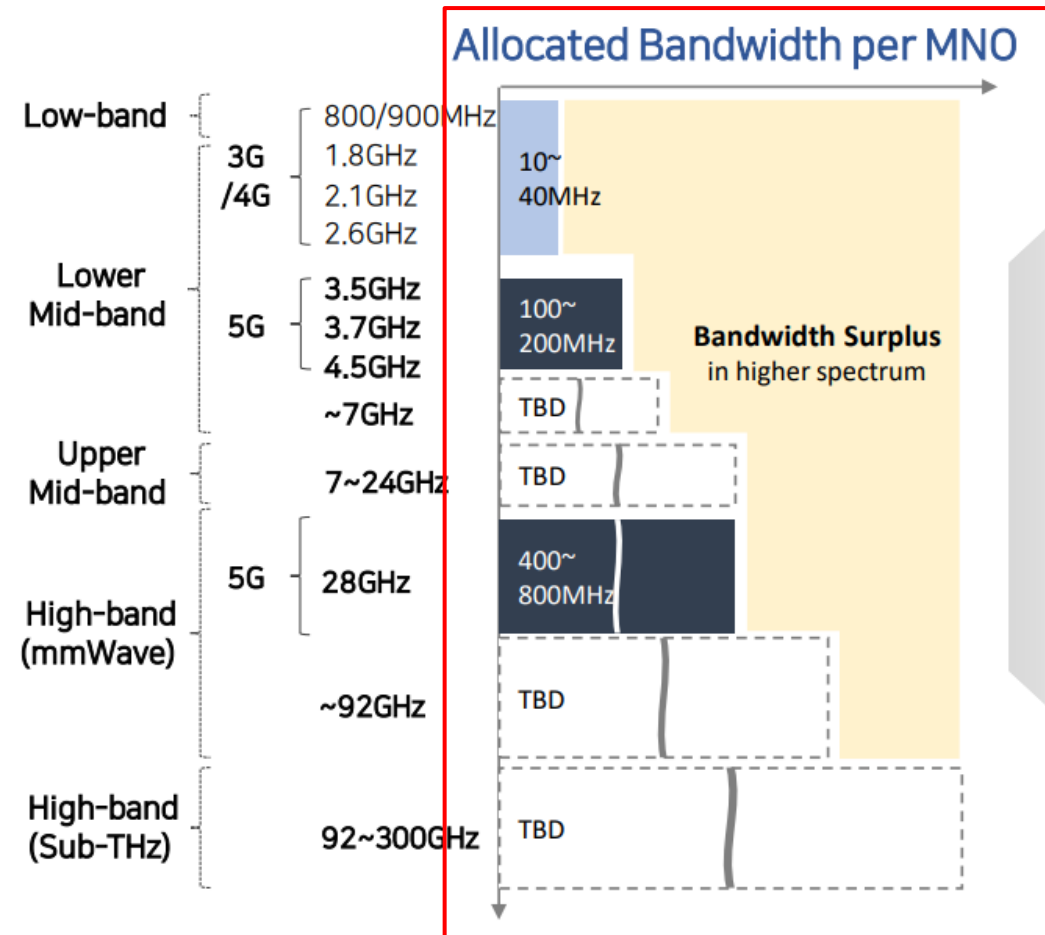 Allocated Bandwidth per MNO
Low-band
800/900MHz
3G
/4G
1.8GHz
2.1GHz
2.6GHz
10~
40MHz
Lower
Mid-band
5G
3.5GHz
3.7GHz
4.5GHz
100~
200MHz
Bandwidth Surplus
in higher spectrum
~7GHz
TBD
Upper
Mid-band
7~24GHz
TBD
High-band
(mmWave)
5G
28GHz
400~
800MHz
~92GHz
TBD
High-band
(Sub-THz)
92~300GHz
TBD